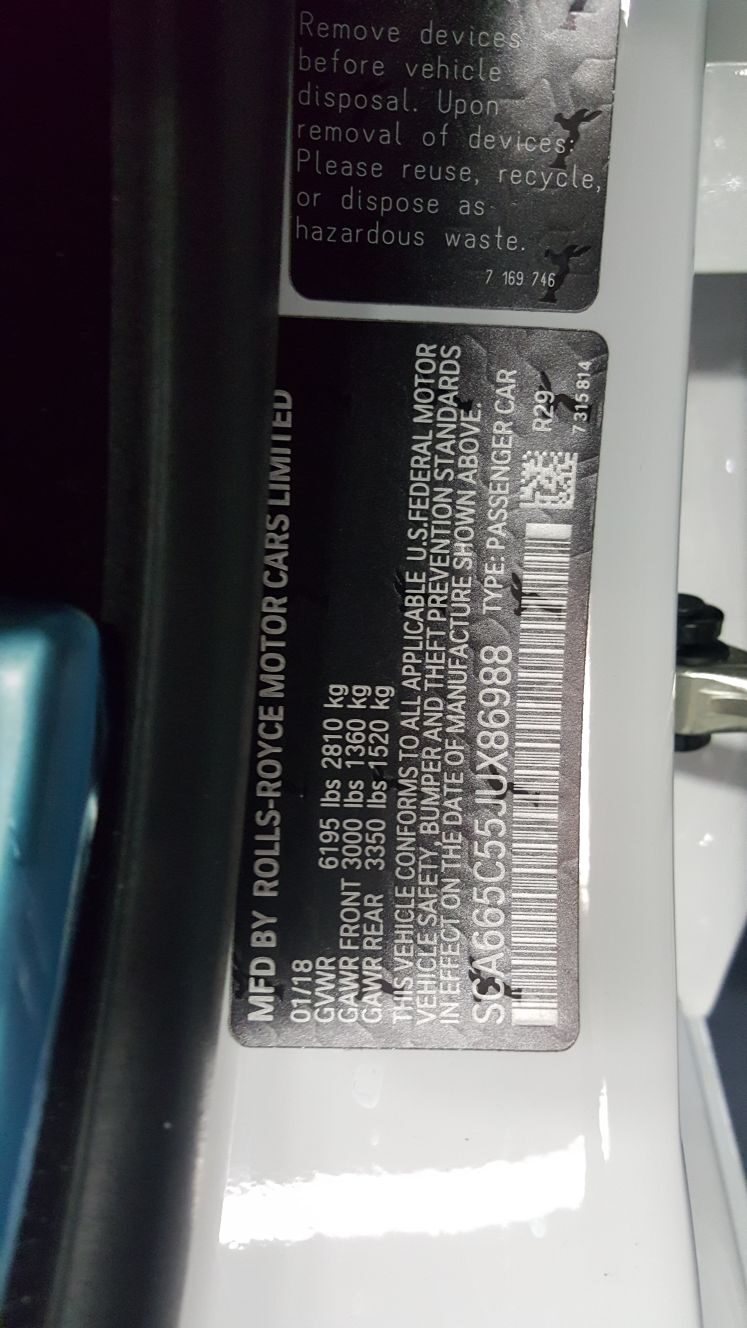 Remove devices
before vehicle
disposal. Upon
removal of devices:
Please reuse, recycle,
or dispose as
hazardous waste.
7 169 746
MFD BY ROLLS-ROYCE MOTOR CARS LIMITED
01/18
GVWR 6195 lbs 2810 kg
GAWR FRONT 3000 lbs 1360 kg
GAWR REAR 3350 lbs 1520 kg
THIS VEHICLE CONFORMS TO ALL APPLICABLE U.S.FEDERAL MOTOR
VEHICLE SAFETY, BUMPER AND THEFT PREVENTION STANDARDS
IN EFFECT ON THE DATE OF MANUFACTURE SHOWN ABOVE.
SCA665C55JUX86988 TYPE: PASSENGER CAR
R29
7 315 814